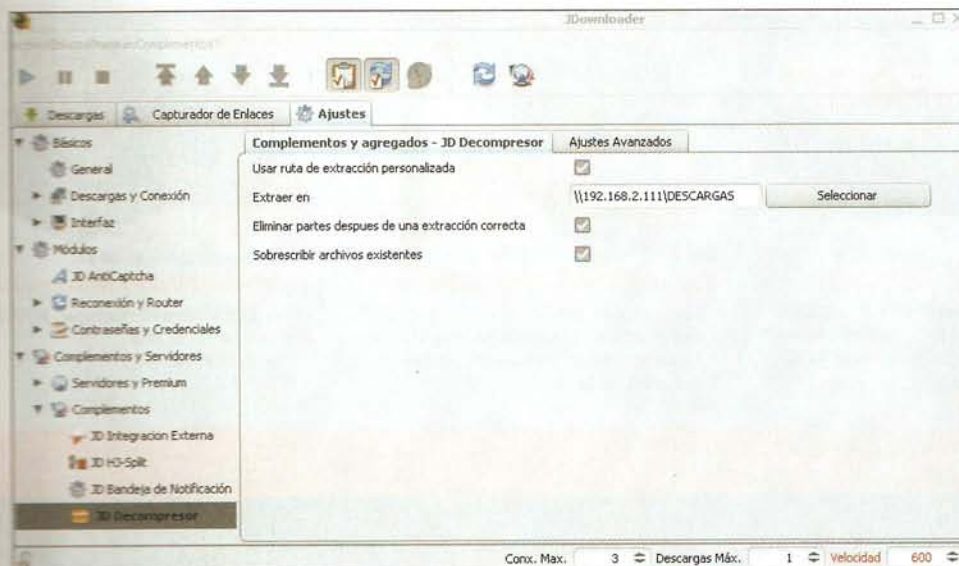 JDownloader
Descargas
Capturador de Enlaces
Ajustes
Básicos
General
Descargas y Conexión
Interfaz
Módulos
JD AntiCaptcha
Reconexión y Router
Contraseñas y Credenciales
Complementos y Servidores
Servidores y Premium
Complementos
JD Integracion Externa
JD HJ-Split
JD Bandeja de Notificación
JD Decompresor
Complementos y agregados - JD Decompresor
Ajustes Avanzados
Usar ruta de extracción personalizada
Extraer en
\\192.168.2.111\DESCARGAS
Seleccionar
Eliminar partes despues de una extracción correcta
Sobrescribir archivos existentes
Conx. Max. 3 Descargas Máx. 1 Velocidad 600